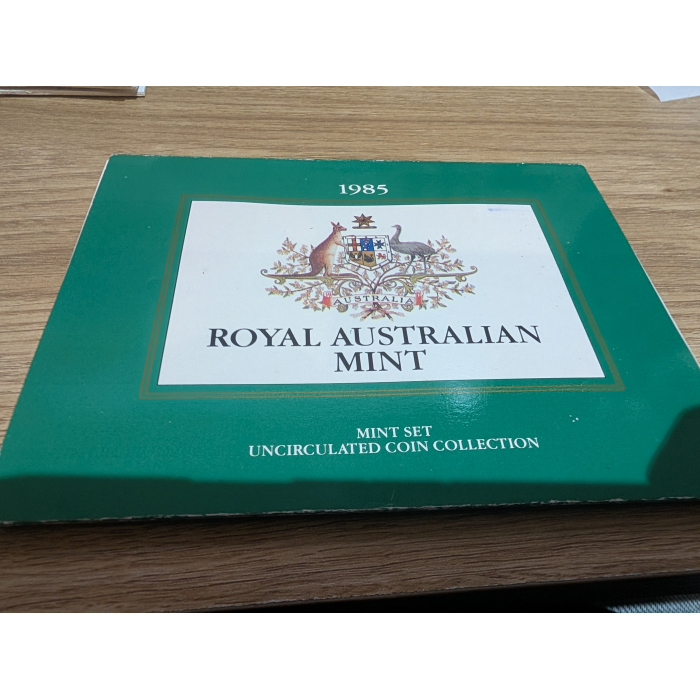 1985
AUSTRALIA
ROYAL AUSTRALIAN
MINT
MINT SET
UNCIRCULATED COIN COLLECTION